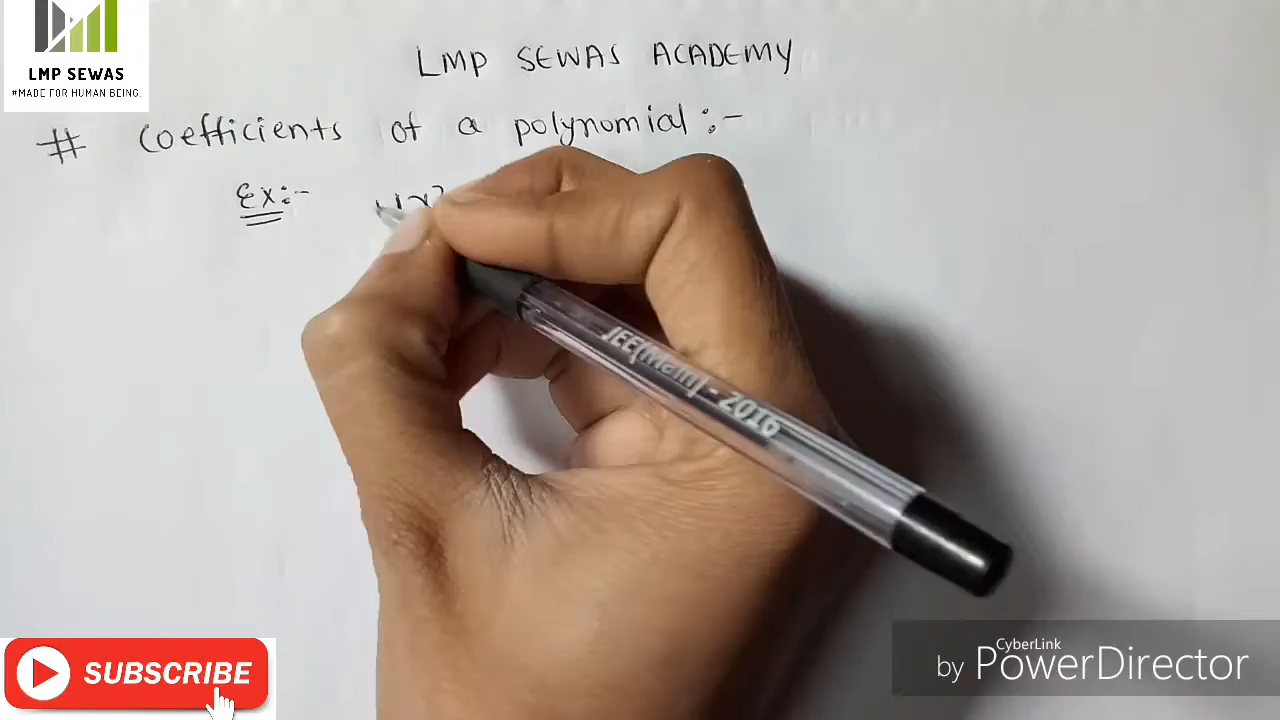 LMP SEWAS
#MADE FOR HUMAN BEING.
LMP SEWAS ACADEMY
# Coefficients of a polynomial :-
Ex:-
JEE(Main) - 2016
SUBSCRIBE
CyberLink
by PowerDirector